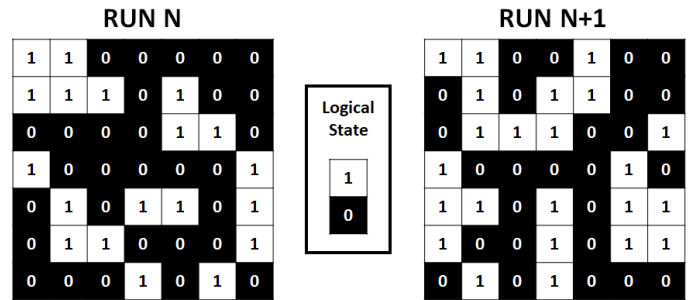 RUN N
1 1 0 0 0 0 0
1 1 1 0 1 0 0
0 0 0 0 1 1 0
1 0 0 0 0 0 1
0 1 0 1 1 0 1
0 1 1 0 0 0 1
0 0 0 1 0 1 0
Logical
State
1
0
RUN N+1
1 1 0 0 1 0 0
0 1 0 1 1 0 0
0 1 1 1 0 0 1
1 0 0 0 0 1 0
1 1 0 1 0 1 1
1 0 0 1 0 1 1
0 1 0 1 0 0 0